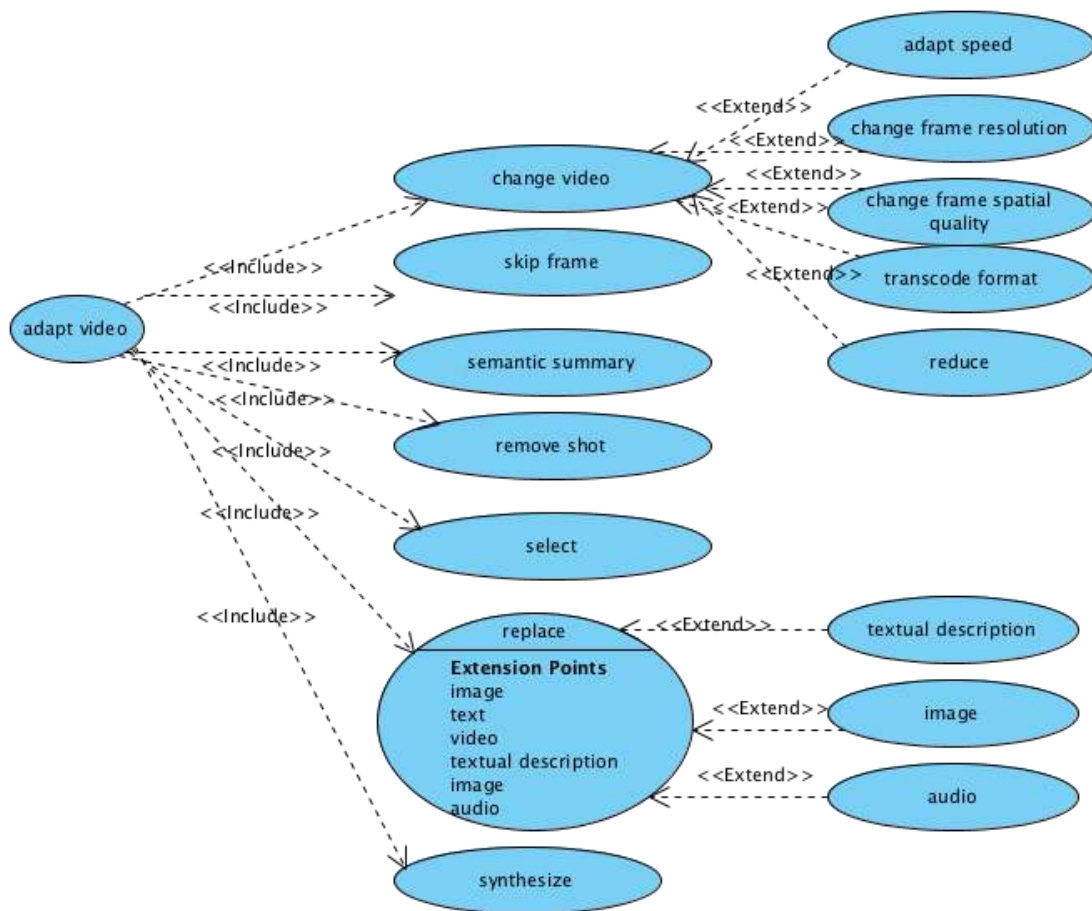 adapt speed
<<Extend>>
change frame resolution
<<Extend>>
change video
<<Extend>>
change frame spatial
quality
<<Extend>>
skip frame
<<Include>>
<<Extend>>
transcode format
<<Include>>
adapt video
semantic summary
reduce
<<Include>>
<<Include>>
remove shot
<<Include>>
<<Include>>
select
<<Include>>
replace
<<Extend>>
textual description
Extension Points
image
text
video
textual description
image
audio
<<Extend>>
image
<<Extend>>
audio
synthesize